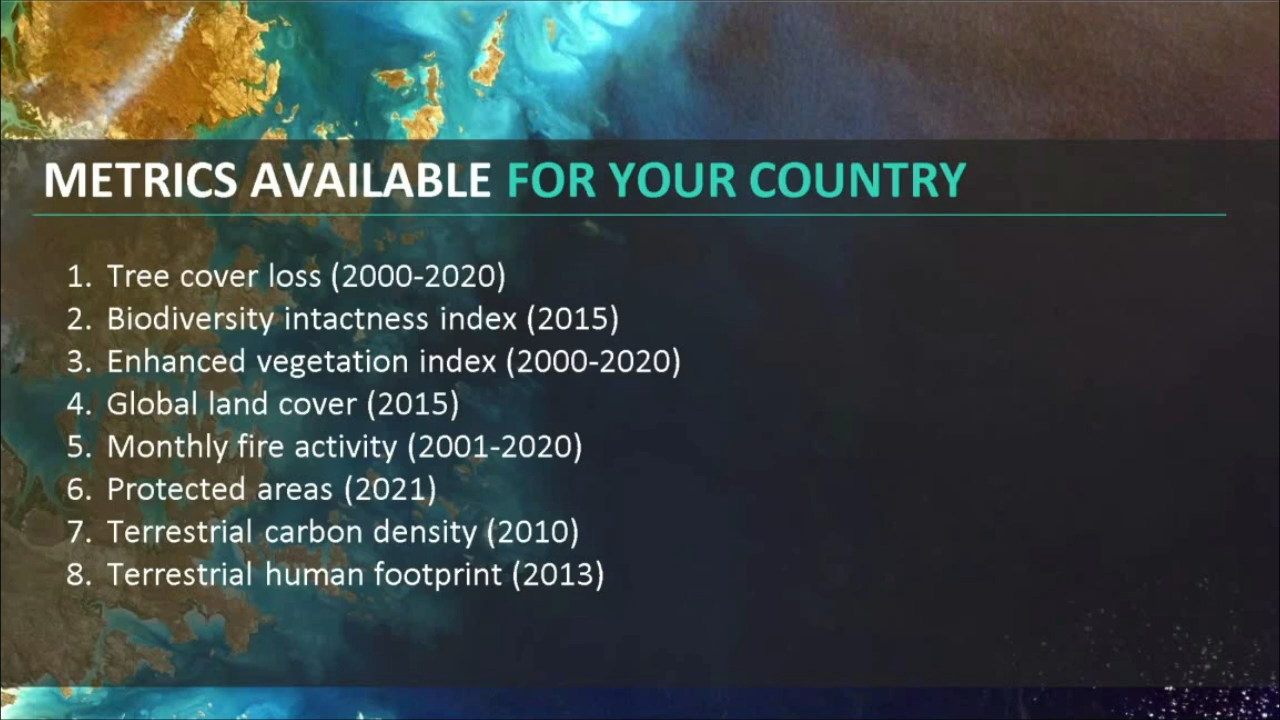 METRICS AVAILABLE FOR YOUR COUNTRY
1. Tree cover loss (2000-2020)
2. Biodiversity intactness index (2015)
3. Enhanced vegetation index (2000-2020)
4. Global land cover (2015)
5. Monthly fire activity (2001-2020)
6. Protected areas (2021)
7. Terrestrial carbon density (2010)
8. Terrestrial human footprint (2013)